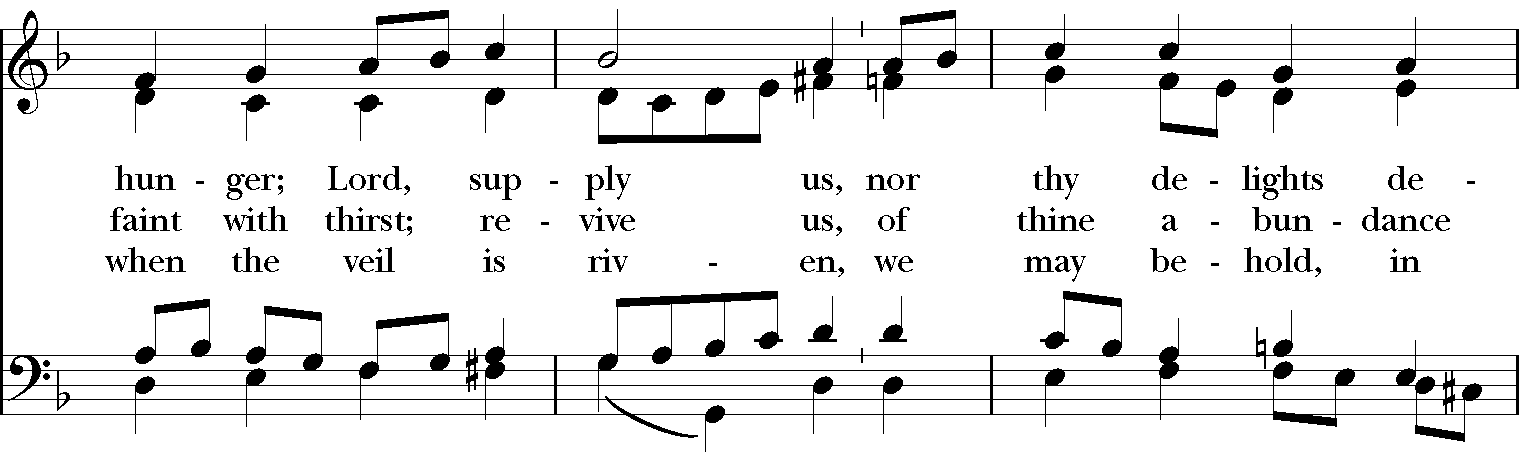 hun - ger; Lord, sup - ply us, nor thy de - lights de -
faint with thirst; re - vive us, of thine a - bun - dance
when the veil is riv - en, we may be - hold, in